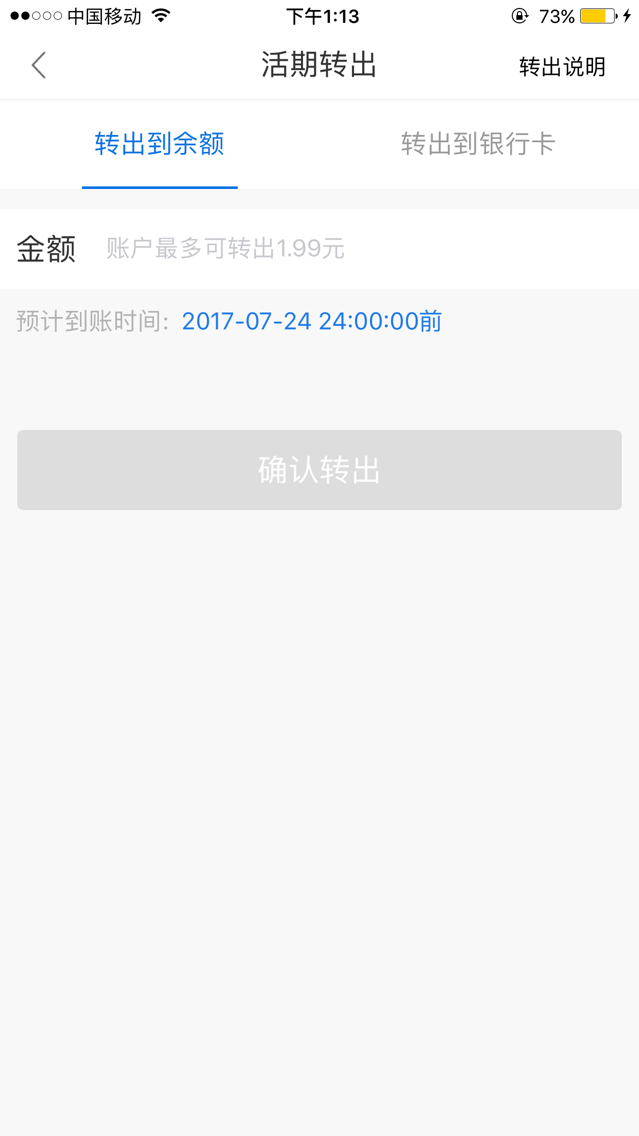 中国移动 下午1:13 73%
活期转出 转出说明
转出到余额 转出到银行卡
金额 账户最多可转出1.99元
预计到账时间: 2017-07-24 24:00:00前
确认转出